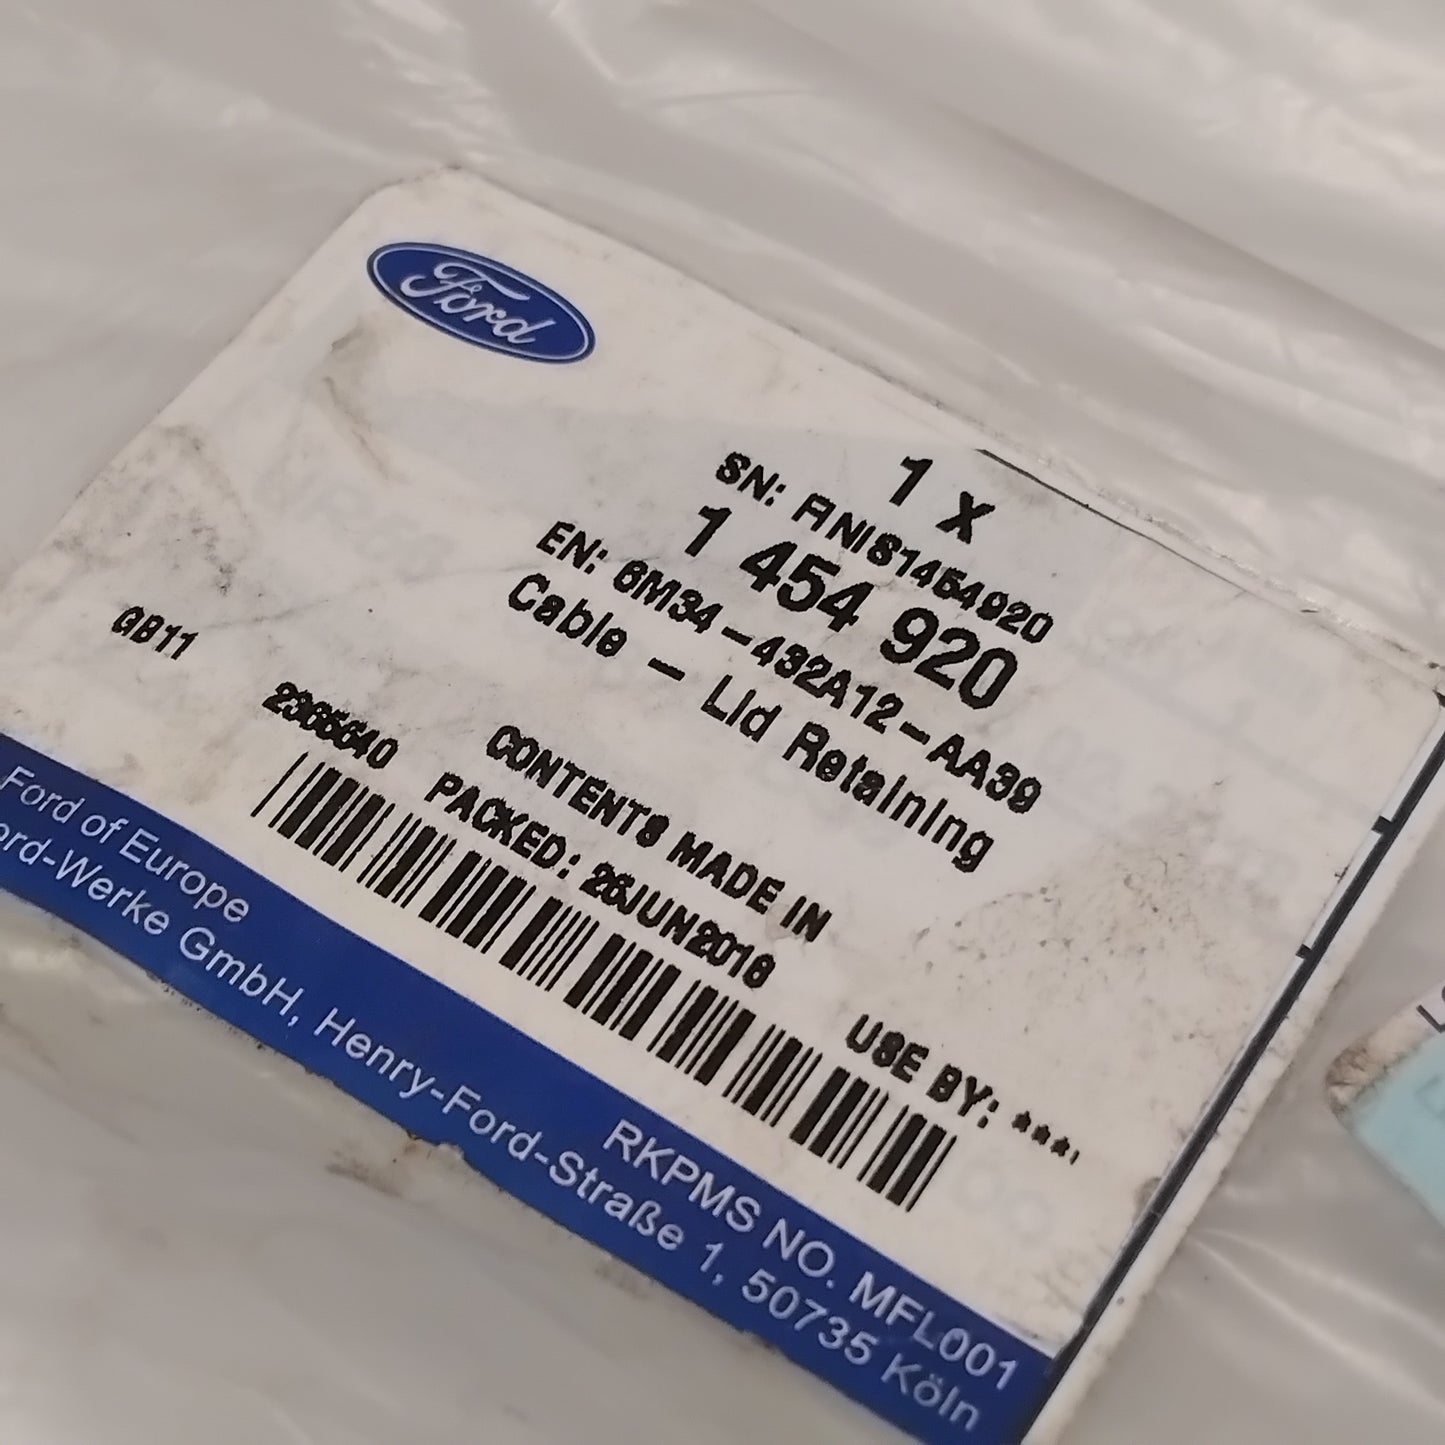 Ford
1 X
SN: FINIS1454920
1 454 920
EN: 6M34-432A12-AA39
Cable - Lid Retaining
GB11
2365640
CONTENTS MADE IN
PACKED: 26JUN2018
USE BY: ****
Ford of Europe
RKPMS NO. MFL001
Ford-Werke GmbH, Henry-Ford-Straße 1, 50735 Köln